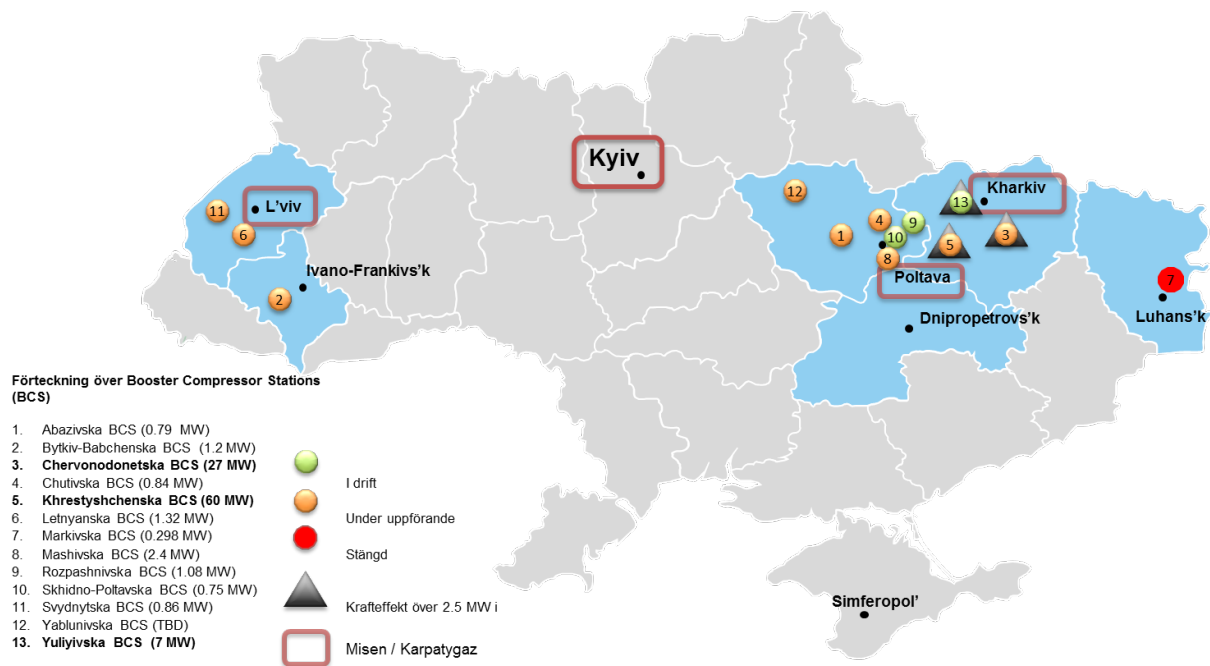 Kyiv
12
Kharkiv
13
11
L'viv
4
9
6
1
10
5
3
8
Ivano-Frankivs'k
Poltava
7
2
Luhans'k
Dnipropetrovs'k
Förteckning över Booster Compressor Stations
(BCS)
1. Abazivska BCS (0.79 MW)
2. Bytkiv-Babchenska BCS (1.2 MW)
3. Chervonodonetska BCS (27 MW)
4. Chutivska BCS (0.84 MW)
5. Khrestyshchenska BCS (60 MW)
6. Letnyanska BCS (1.32 MW)
7. Markivska BCS (0.298 MW)
8. Mashivska BCS (2.4 MW)
9. Rozpashnivska BCS (1.08 MW)
10. Skhidno-Poltavska BCS (0.75 MW)
11. Svydnytska BCS (0.86 MW)
12. Yablunivska BCS (TBD)
13. Yuliyivska BCS (7 MW)
I drift
Under uppförande
Stängd
Krafteffekt över 2.5 MW i
Misen / Karpatygaz
Simferopol'